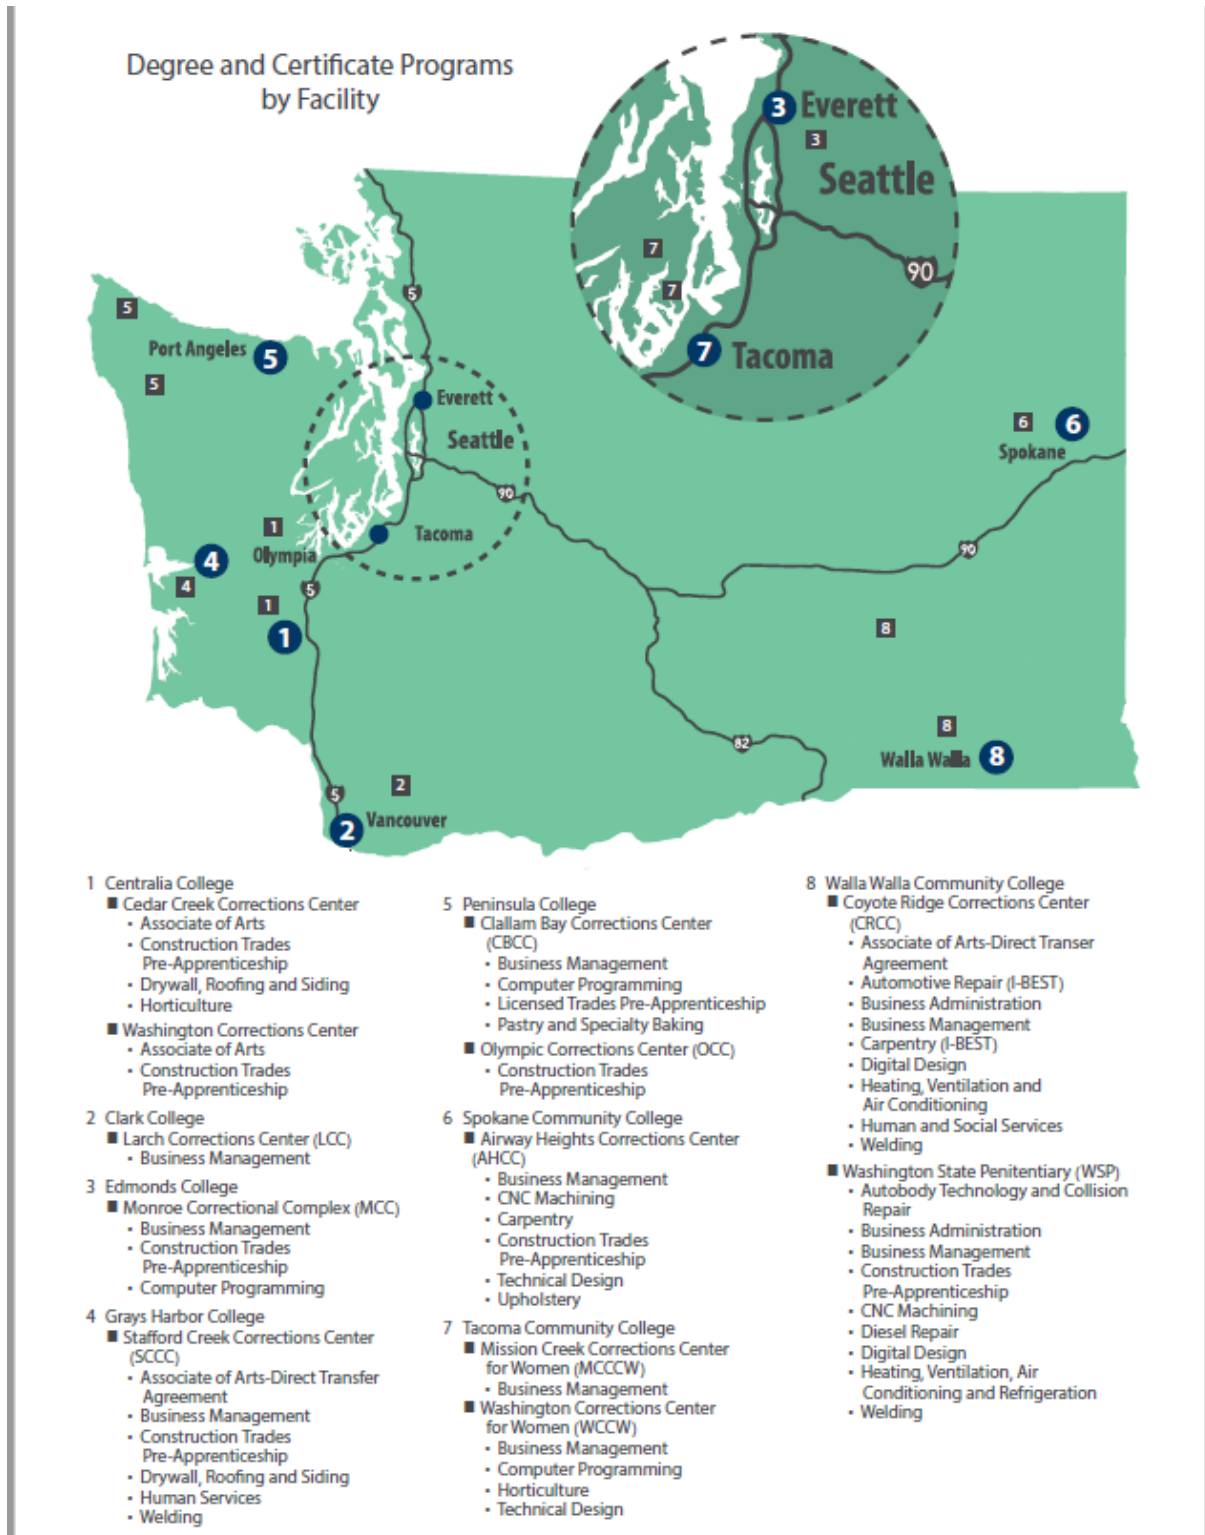 Degree and Certificate Programs
by Facility
3 Everett
3
Seattle
7
7
90
7 Tacoma
5
5
Port Angeles 5
5
Everett
Seattle
90
6 6
Spokane
1
Olympia
Tacoma
4
4
5
1
1
90
8
8
82
Walla Walla 8
2
5
Vancouver
2
1 Centralia College
■ Cedar Creek Corrections Center
• Associate of Arts
• Construction Trades
Pre-Apprenticeship
• Drywall, Roofing and Siding
• Horticulture
■ Washington Corrections Center
• Associate of Arts
• Construction Trades
Pre-Apprenticeship
2 Clark College
■ Larch Corrections Center (LCC)
• Business Management
3 Edmonds College
■ Monroe Correctional Complex (MCC)
• Business Management
• Construction Trades
Pre-Apprenticeship
• Computer Programming
4 Grays Harbor College
■ Stafford Creek Corrections Center
(SCCC)
• Associate of Arts-Direct Transfer
Agreement
• Business Management
• Construction Trades
Pre-Apprenticeship
• Drywall, Roofing and Siding
• Human Services
• Welding
5 Peninsula College
■ Clallam Bay Corrections Center
(CBCC)
• Business Management
• Computer Programming
• Licensed Trades Pre-Apprenticeship
• Pastry and Specialty Baking
■ Olympic Corrections Center (OCC)
• Construction Trades
Pre-Apprenticeship
6 Spokane Community College
■ Airway Heights Corrections Center
(AHCC)
• Business Management
• CNC Machining
• Carpentry
• Construction Trades
Pre-Apprenticeship
• Technical Design
• Upholstery
7 Tacoma Community College
■ Mission Creek Corrections Center
for Women (MCCCW)
• Business Management
■ Washington Corrections Center
for Women (WCCW)
• Business Management
• Computer Programming
• Horticulture
• Technical Design
8 Walla Walla Community College
■ Coyote Ridge Corrections Center
(CRCC)
• Associate of Arts-Direct Transer
Agreement
• Automotive Repair (I-BEST)
• Business Administration
• Business Management
• Carpentry (I-BEST)
• Digital Design
• Heating, Ventilation and
Air Conditioning
• Human and Social Services
• Welding
■ Washington State Penitentiary (WSP)
• Autobody Technology and Collision
Repair
• Business Administration
• Business Management
• Construction Trades
Pre-Apprenticeship
• CNC Machining
• Diesel Repair
• Digital Design
• Heating, Ventilation, Air
Conditioning and Refrigeration
• Welding